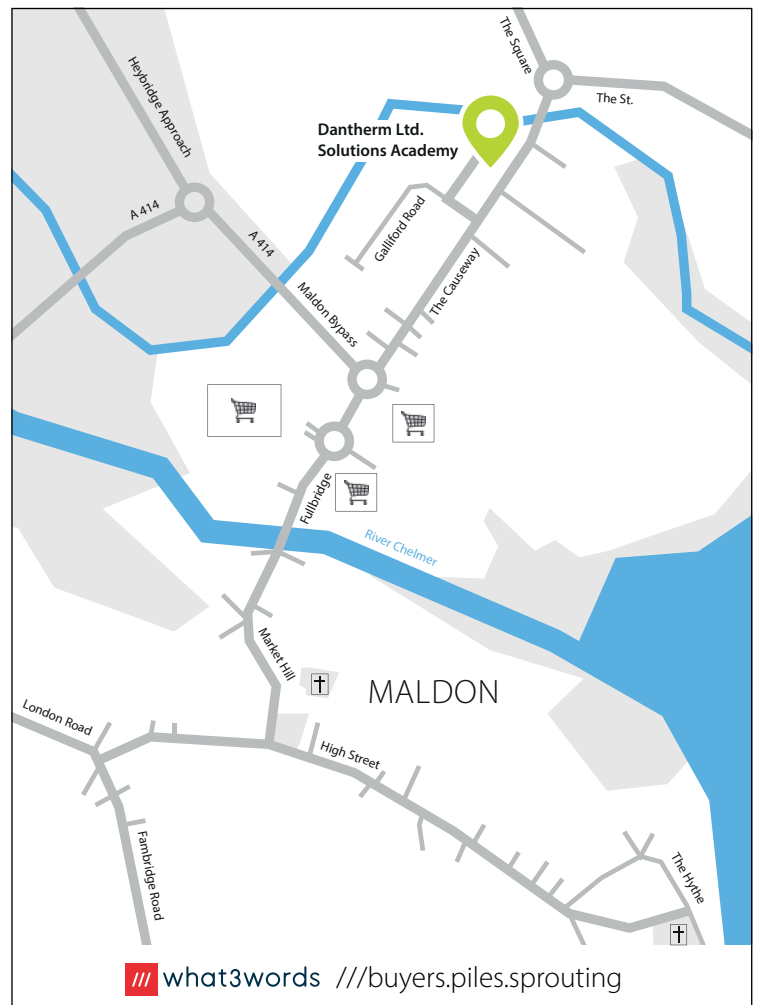 The Square
The St.
Heybridge Approach
Dantherm Ltd.
Solutions Academy
A 414
A 414
Galliford Road
The Causeway
Maldon Bypass
Fullbridge
River Chelmer
Market Hill
MALDON
London Road
High Street
Fambridge Road
The Hythe
/// what3words ///buyers.piles.sprouting